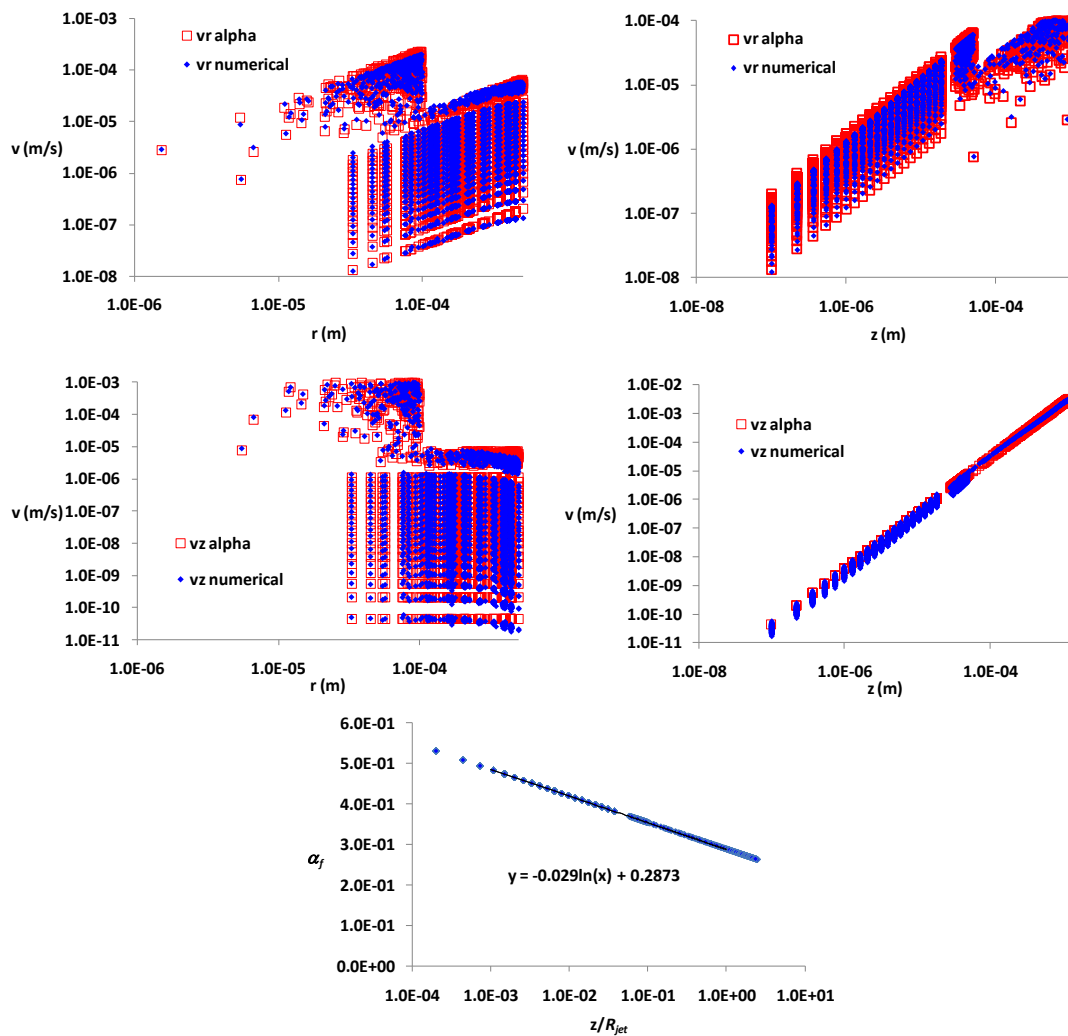 1.0E-03
1.0E-04
1.0E-05
1.0E-06
1.0E-07
1.0E-08
v (m/s)
vr alpha
vr numerical
1.0E-06 1.0E-05 1.0E-04
r (m)
1.0E-04
1.0E-05
1.0E-06
1.0E-07
1.0E-08
v (m/s)
vr alpha
vr numerical
1.0E-08 1.0E-06 1.0E-04
z (m)
1.0E-03
1.0E-04
1.0E-05
1.0E-06
1.0E-07
1.0E-08
1.0E-09
1.0E-10
1.0E-11
v (m/s)
vz alpha
vz numerical
1.0E-06 1.0E-05 1.0E-04
r (m)
1.0E-02
1.0E-03
1.0E-04
1.0E-05
1.0E-06
1.0E-07
1.0E-08
1.0E-09
1.0E-10
1.0E-11
v (m/s)
vz alpha
vz numerical
1.0E-08 1.0E-06 1.0E-04
z (m)
6.0E-01
5.0E-01
4.0E-01
3.0E-01
2.0E-01
1.0E-01
0.0E+00
αf
y = -0.029ln(x) + 0.2873
1.0E-04 1.0E-03 1.0E-02 1.0E-01 1.0E+00 1.0E+01
z/Rjet